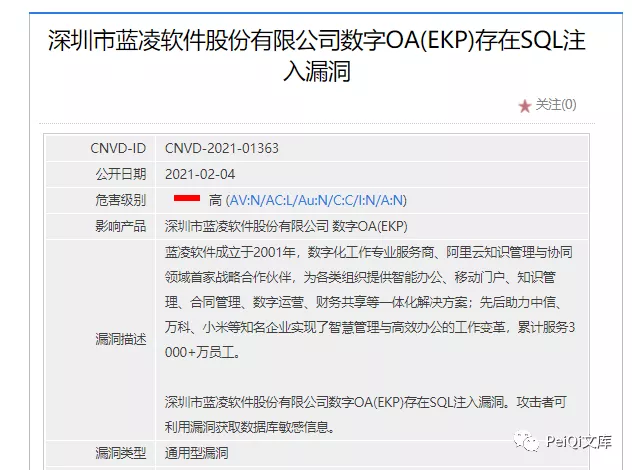 深圳市蓝凌软件股份有限公司数字OA(EKP)存在SQL注
入漏洞
关注(0)
CNVD-ID CNVD-2021-01363
公开日期 2021-02-04
危害级别 高 (AV:N/AC:L/Au:N/C:C/I:N/A:N)
影响产品 深圳市蓝凌软件股份有限公司 数字OA(EKP)
蓝凌软件成立于2001年，数字化工作专业服务商、阿里云知识管理与协同
领域首家战略合作伙伴，为各类组织提供智能办公、移动门户、知识管
理、合同管理、数字运营、财务共享等一体化解决方案；先后助力中信、
万科、小米等知名企业实现了智慧管理与高效办公的工作变革，累计服务3
漏洞描述
000+万员工。
深圳市蓝凌软件股份有限公司数字OA(EKP)存在SQL注入漏洞。攻击者可
利用漏洞获取数据库敏感信息。
漏洞类型 通用型漏洞
PeiQi文库